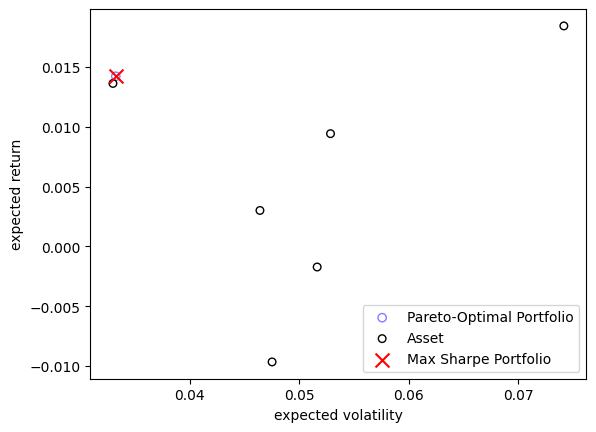 0.015
0.010
0.005
0.000
−0.005
−0.010
expected return
Pareto-Optimal Portfolio
Asset
Max Sharpe Portfolio
0.04 0.05 0.06 0.07
expected volatility